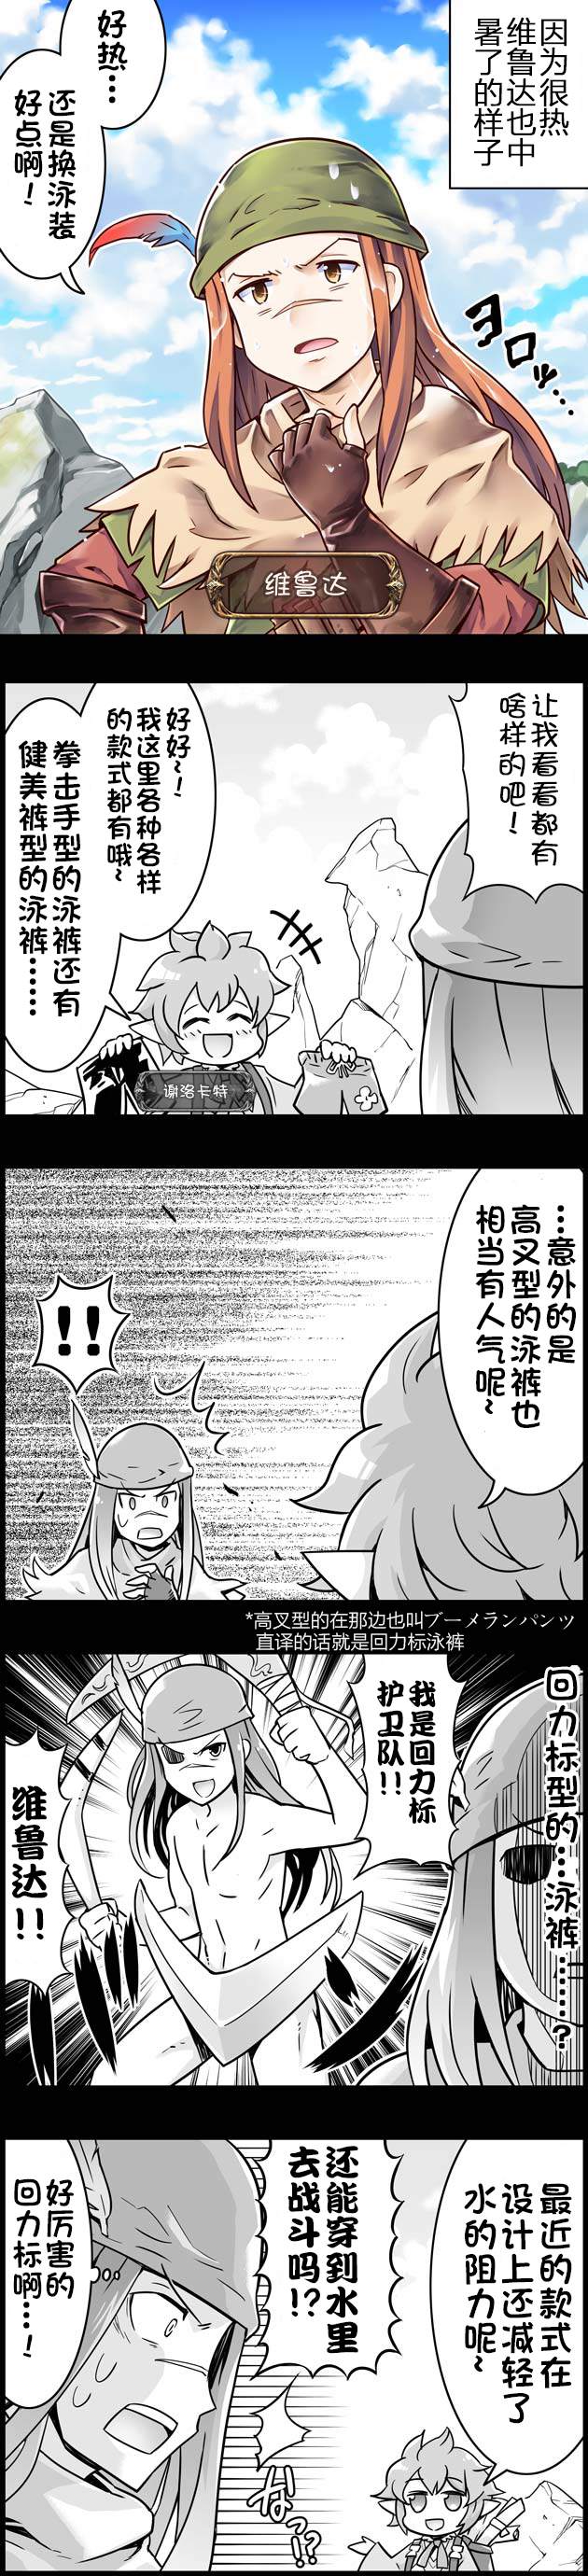 因为很热
维鲁达也中
暑了的样子
好热…
还是换泳装
好点啊！
ヨロッ…
维鲁达
让我看看都有
啥样的吧！
好好~！
我这里各种各样
的款式都有哦~
拳击手型的泳裤还有
健美裤型的泳裤……
谢洛卡特
…意外的是
高叉型的泳裤也
相当有人气呢~
!!
*高叉型的在那边也叫ブーメランパンツ
直译的话就是回力标泳裤
回力标型的…泳裤……？
我是回力标
护卫队!!
维鲁达!!
最近的款式在
设计上还减轻了
水的阻力呢~
还能穿到水里
去战斗吗!?
…好厉害的
回力标啊…！
なっ!?